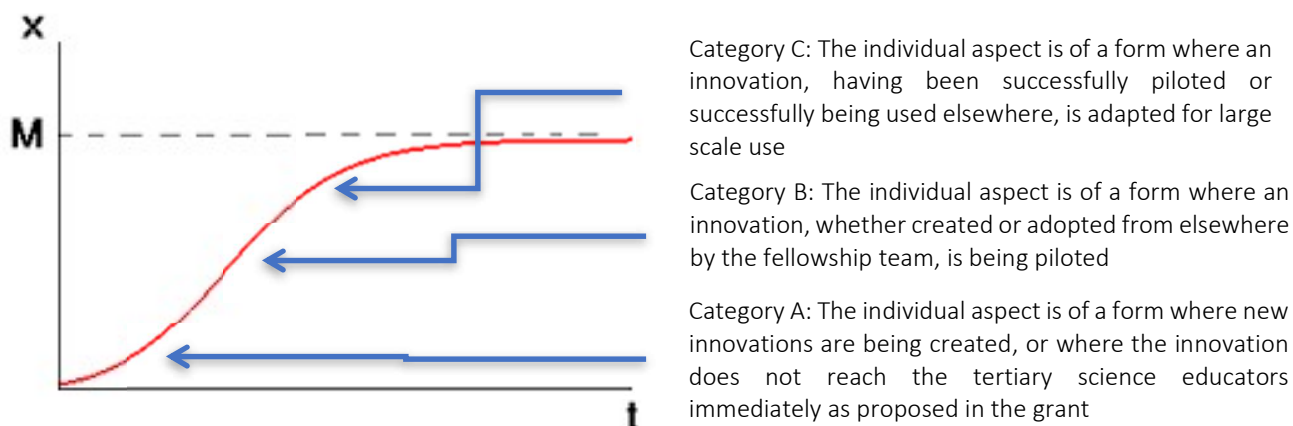 x
M
t
Category C: The individual aspect is of a form where an
innovation, having been successfully piloted or
successfully being used elsewhere, is adapted for large
scale use
Category B: The individual aspect is of a form where an
innovation, whether created or adopted from elsewhere
by the fellowship team, is being piloted
Category A: The individual aspect is of a form where new
innovations are being created, or where the innovation
does not reach the tertiary science educators
immediately as proposed in the grant